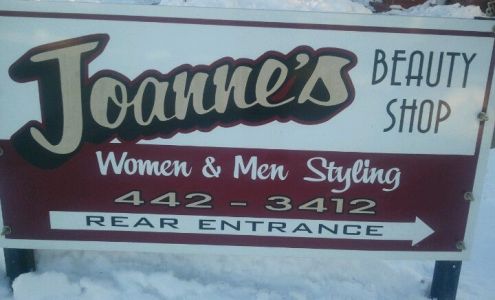 Joanne's BEAUTY
SHOP
Women & Men Styling
442 - 3412
REAR ENTRANCE